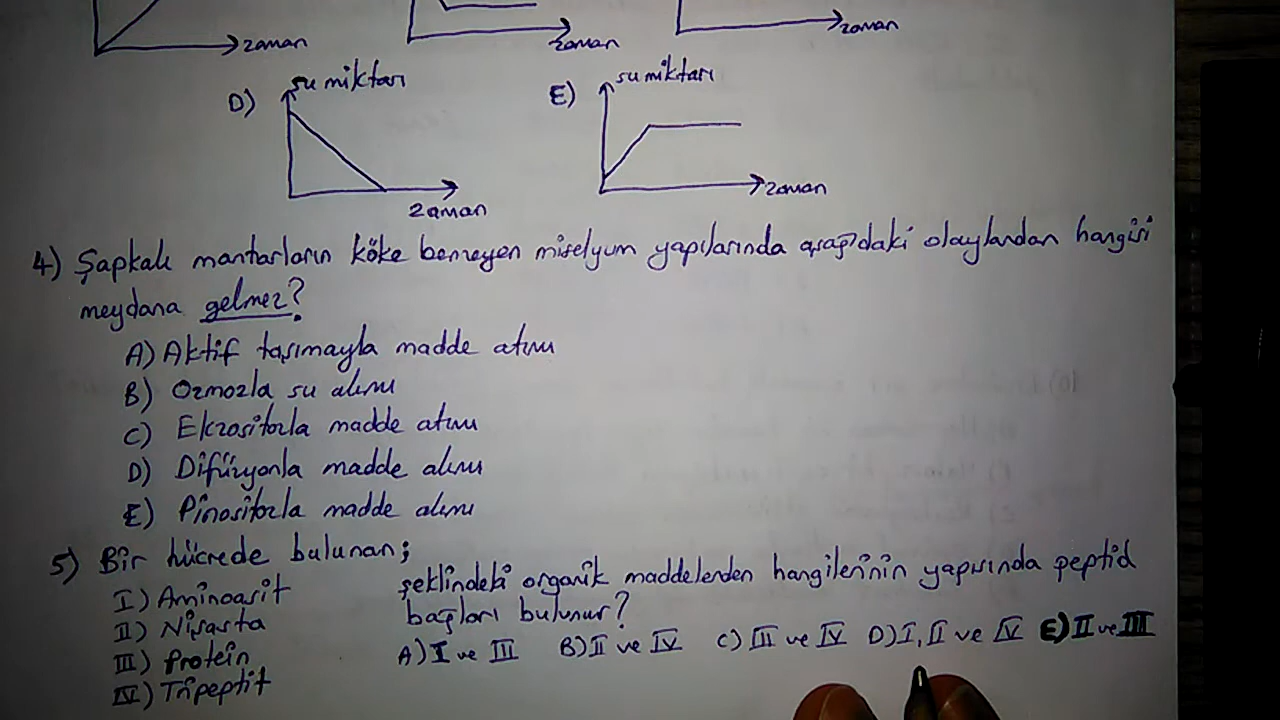 zaman
zaman
zaman
D) su miktarı
zaman
E) su miktarı
zaman
4) Şapkalı mantarların köke benzeyen miselyum yapılarında aşağıdaki olaylardan hangisi
meydana gelmez?
A) Aktif taşımayla madde atımı
B) Ozmozla su alımı
C) Ekzositozla madde atımı
D) Difüzyonla madde alımı
E) Pinositozla madde alımı
5) Bir hücrede bulunan;
I) Aminoasit
II) Nişasta
III) Protein
IV) Tripeptit
şeklindeki organik maddelerden hangilerinin yapısında peptid
bağları bulunur?
A) I ve III B) II ve IV C) III ve IV D) I, II ve IV E) II ve III